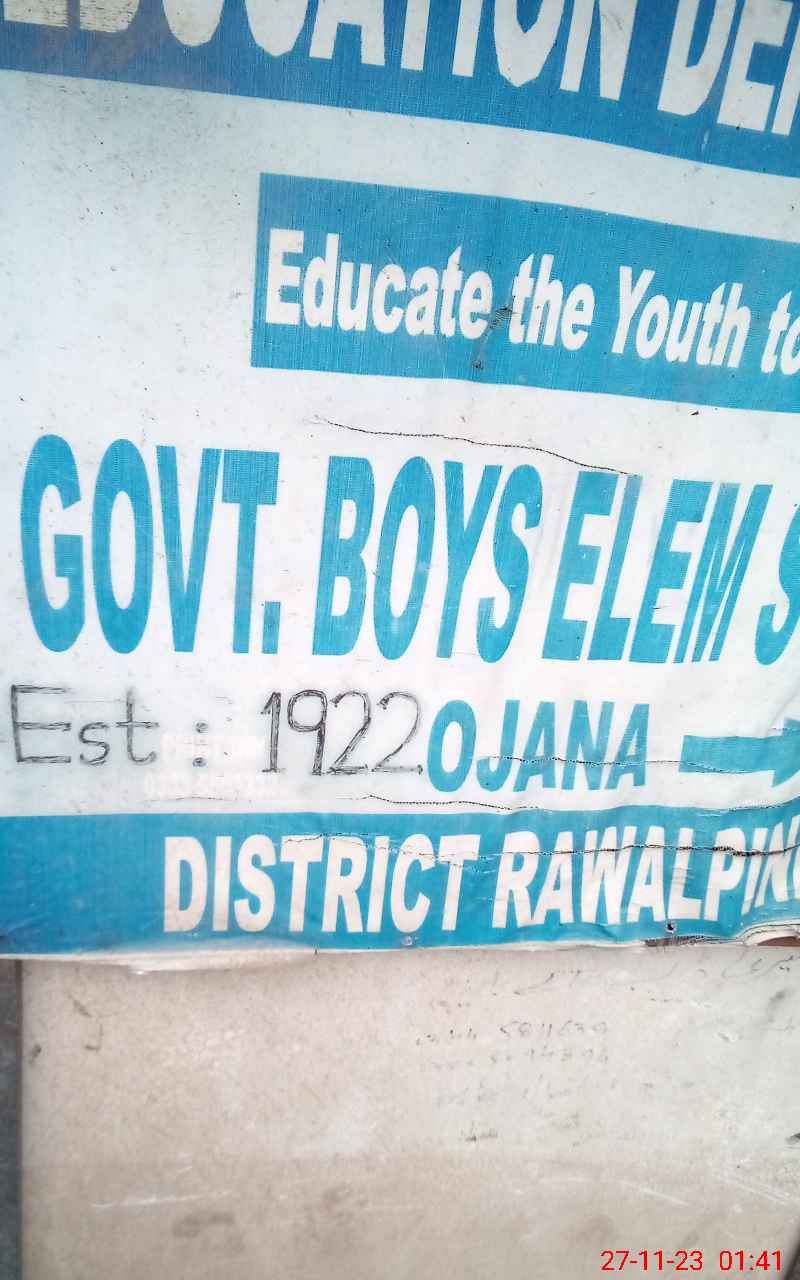 EDUCATION DE
Educate the Youth to
GOVT. BOYS ELEM S
Est : 1922 OJANA
DISTRICT RAWALPIN
27-11-23 01:41